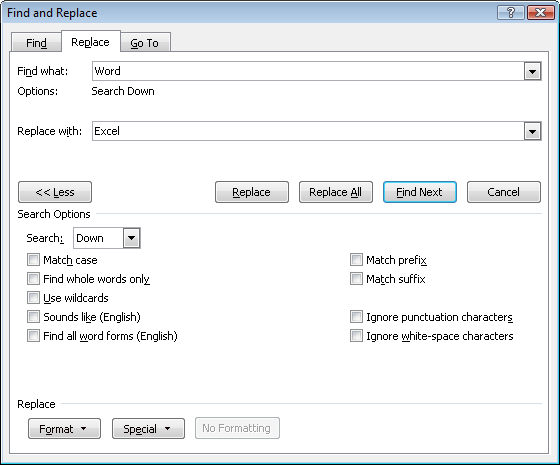 Find and Replace
Find Replace Go To
Find what: Word
Options: Search Down
Replace with: Excel
<< Less Replace Replace All Find Next Cancel
Search Options
Search: Down
Match case Match prefix
Find whole words only Match suffix
Use wildcards
Sounds like (English) Ignore punctuation characters
Find all word forms (English) Ignore white-space characters
Replace
Format Special No Formatting